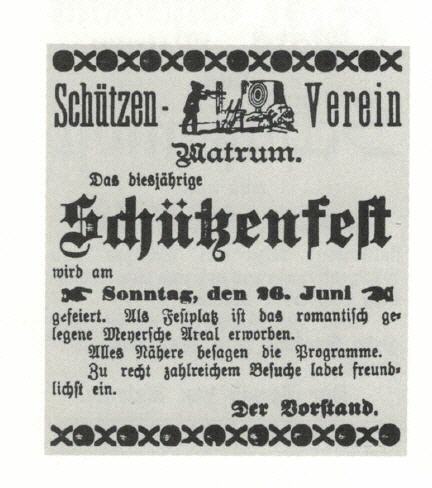 Schützen-Verein
Matrum.
Das diesjährige
Schützenfest
wird am
Sonntag, den 26. Juni
gefeiert. Als Festplatz ist das romantisch ge-
legene Meyersche Areal erworben.
Alles Nähere besagen die Programme.
Zu recht zahlreichem Besuche ladet freund-
lichst ein.
Der Vorstand.